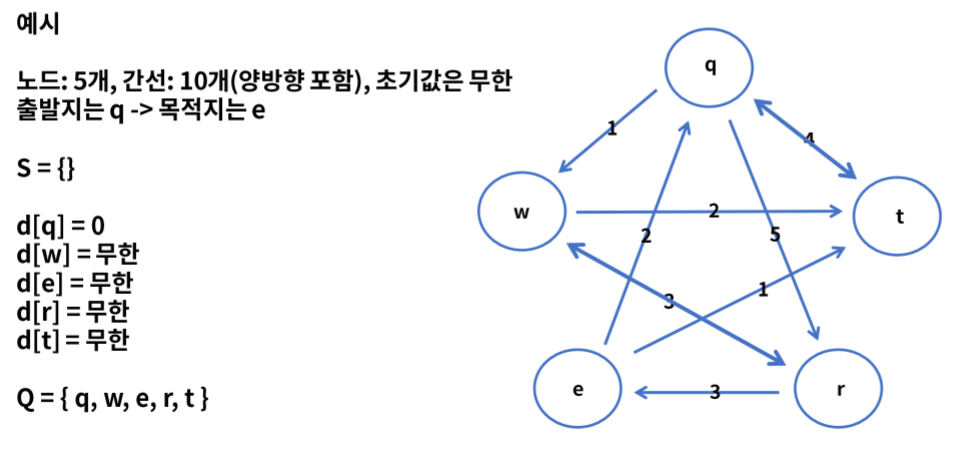 예시
노드: 5개, 간선: 10개(양방향 포함), 초기값은 무한
출발지는 q -> 목적지는 e
S = {}
d[q] = 0
d[w] = 무한
d[e] = 무한
d[r] = 무한
d[t] = 무한
Q = { q, w, e, r, t }
q
1
4
w
2
t
2
5
3
1
e
3
r